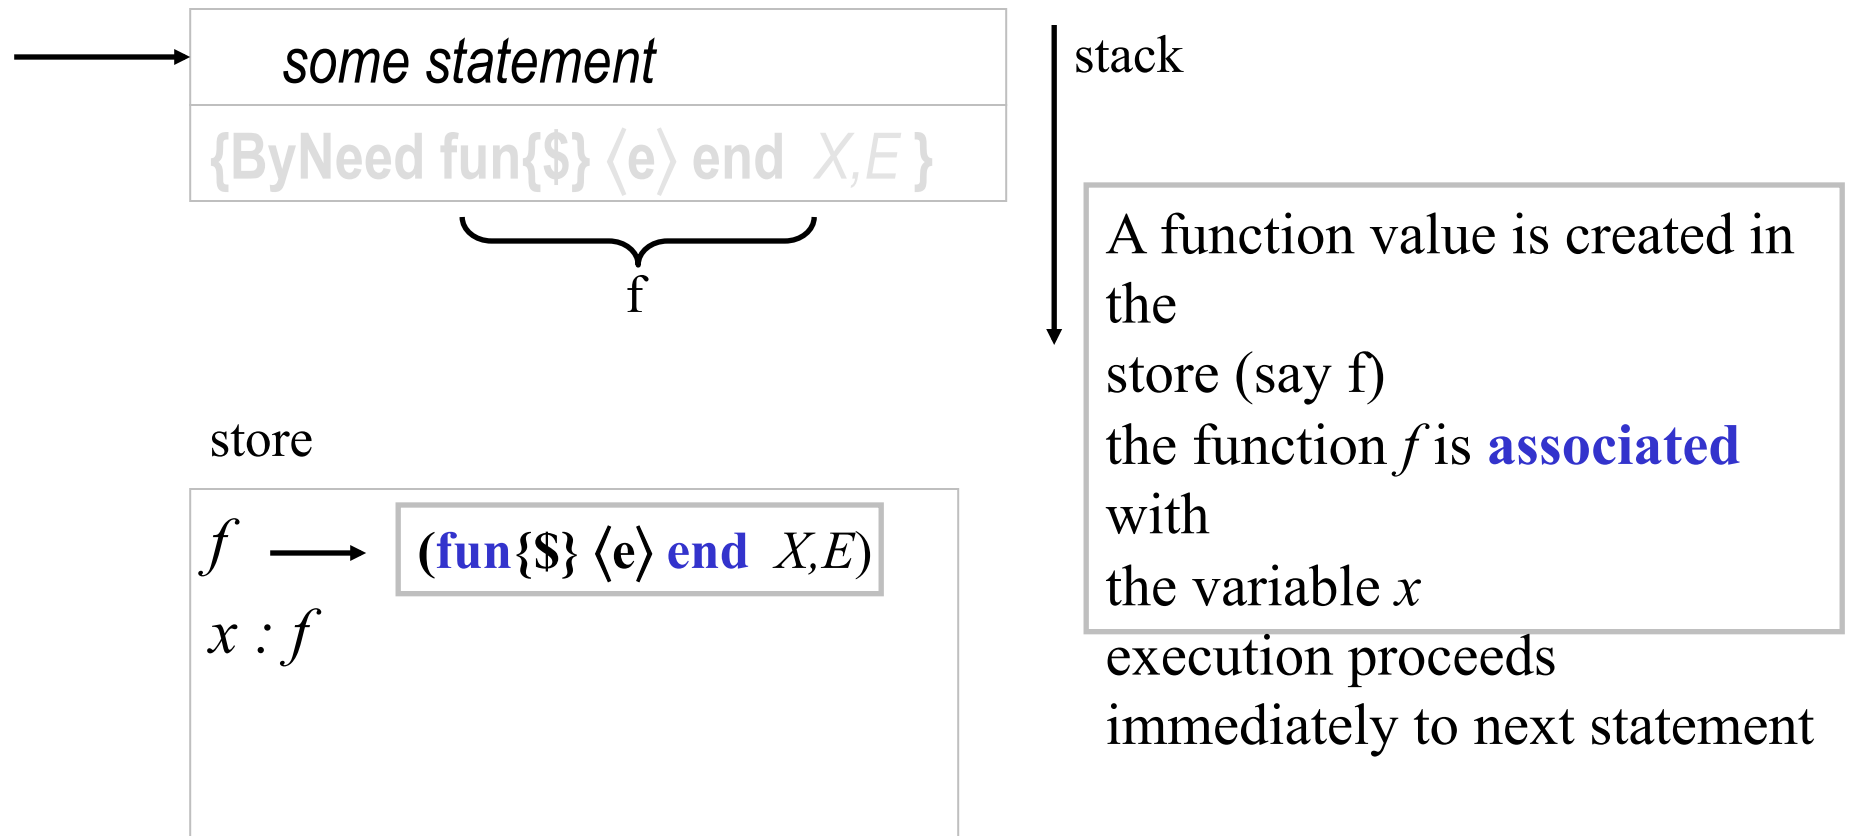 some statement
{ByNeed fun{$} ⟨e⟩ end X,E }
f
stack
A function value is created in
the
store (say f)
the function f is associated
with
the variable x
execution proceeds
immediately to next statement
store
f
(fun{$} ⟨e⟩ end X,E)
x : f